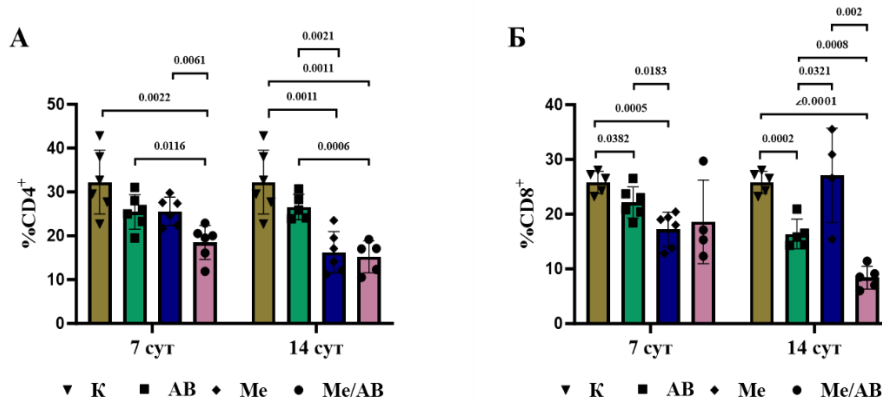 А
0.0021
0.0061
0.0011
0.0022
0.0011
0.0116
0.0006
%CD4+
50
40
30
20
10
0
7 сут
14 сут
К
АВ
Ме
Ме/АВ
Б
0.002
0.0008
0.0183
0.0321
0.0005
<0.0001
0.0382
0.0002
%CD8+
40
30
20
10
0
7 сут
14 сут
К
АВ
Ме
Ме/АВ